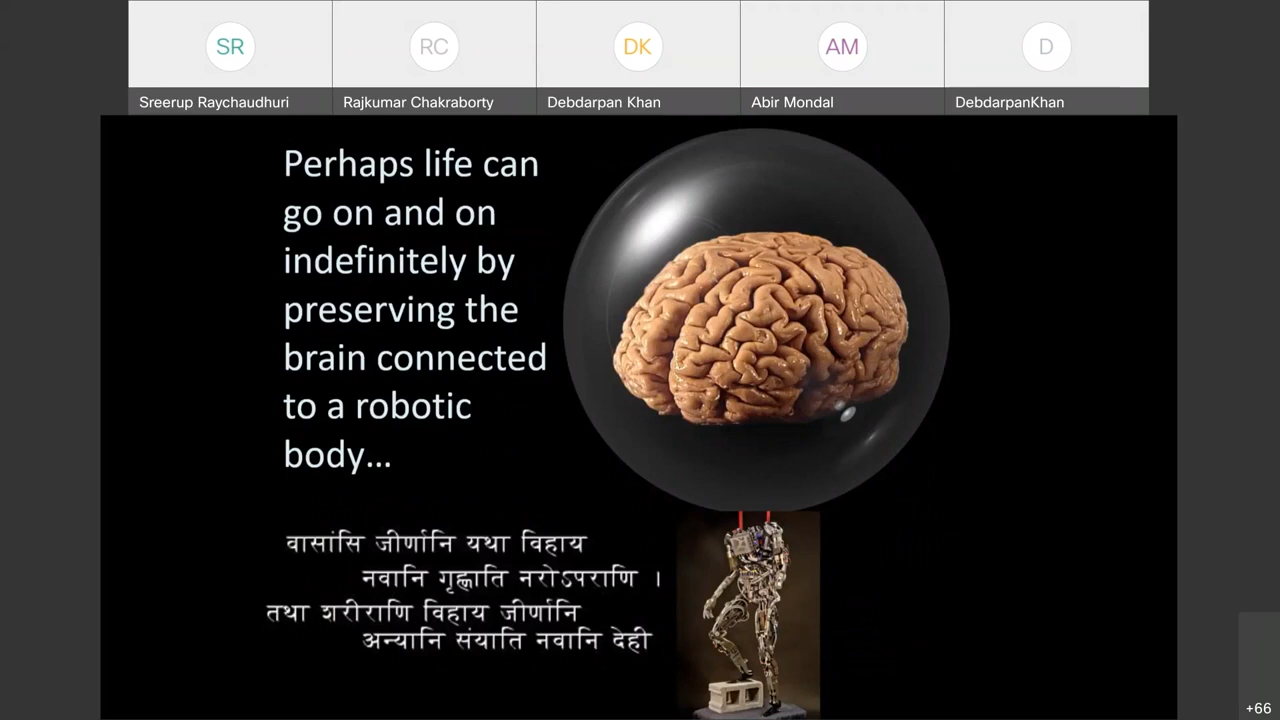 SR
RC
DK
AM
D
Sreerup Raychaudhuri
Rajkumar Chakraborty
Debdarpan Khan
Abir Mondal
DebdarpanKhan
Perhaps life can
go on and on
indefinitely by
preserving the
brain connected
to a robotic
body…
वासांसि जीर्णानि यथा विहाय
नवानि गृह्णाति नरोऽपराणि ।
तथा शरीराणि विहाय जीर्णानि
अन्यानि संयाति नवानि देही
+66